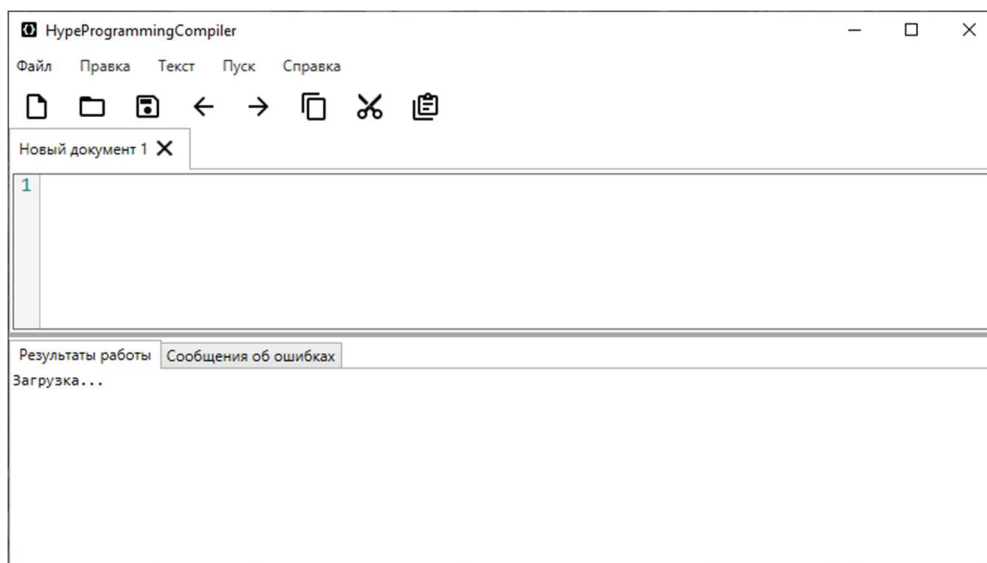 HypeProgrammingCompiler
Файл Правка Текст Пуск Справка
Новый документ 1
1
Результаты работы Сообщения об ошибках
Загрузка...